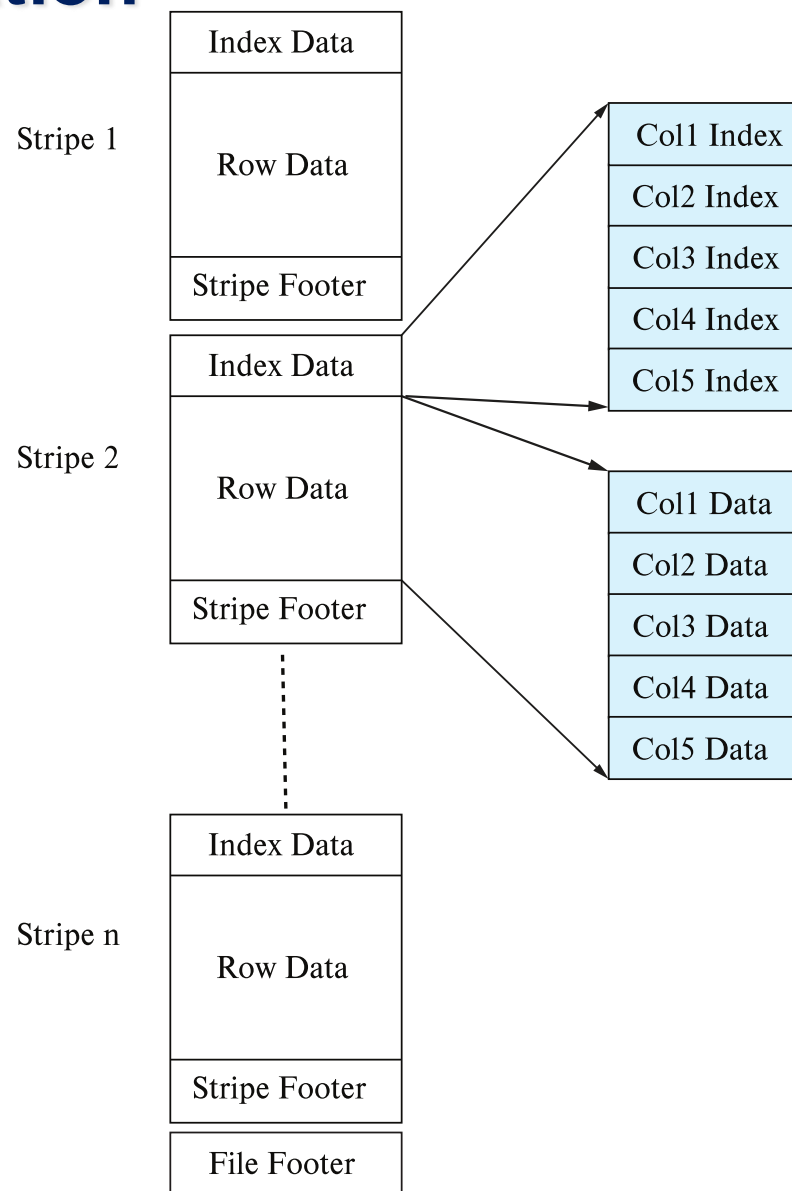 Index Data
Stripe 1
Row Data
Stripe Footer
Index Data
Stripe 2
Row Data
Stripe Footer
Col1 Index
Col2 Index
Col3 Index
Col4 Index
Col5 Index
Col1 Data
Col2 Data
Col3 Data
Col4 Data
Col5 Data
Index Data
Stripe n
Row Data
Stripe Footer
File Footer